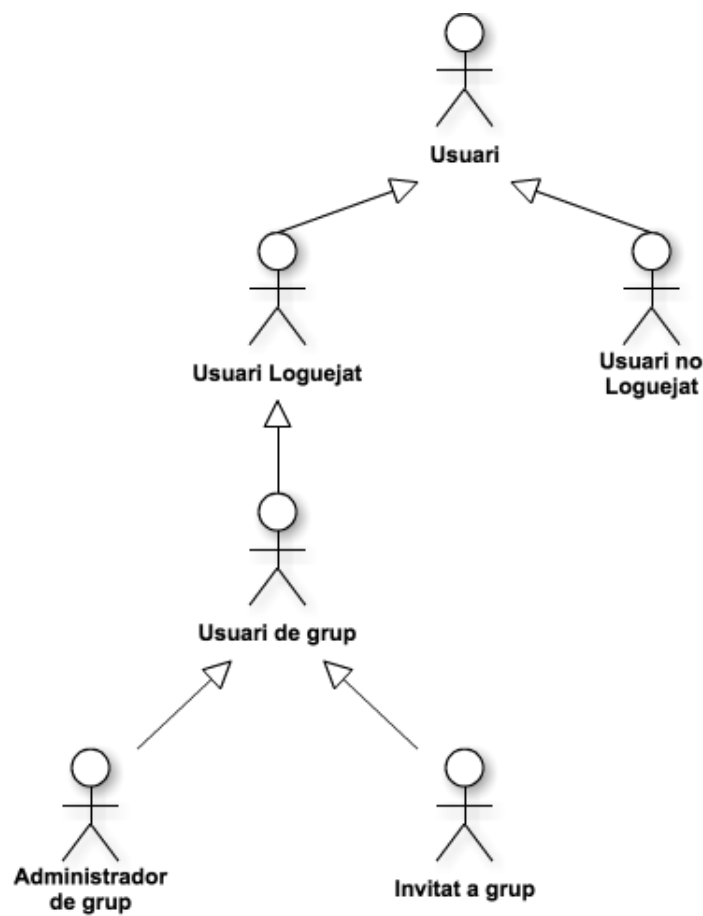 Usuari
Usuari Loguejat
Usuari no
Loguejat
Usuari de grup
Administrador
de grup
Invitat a grup